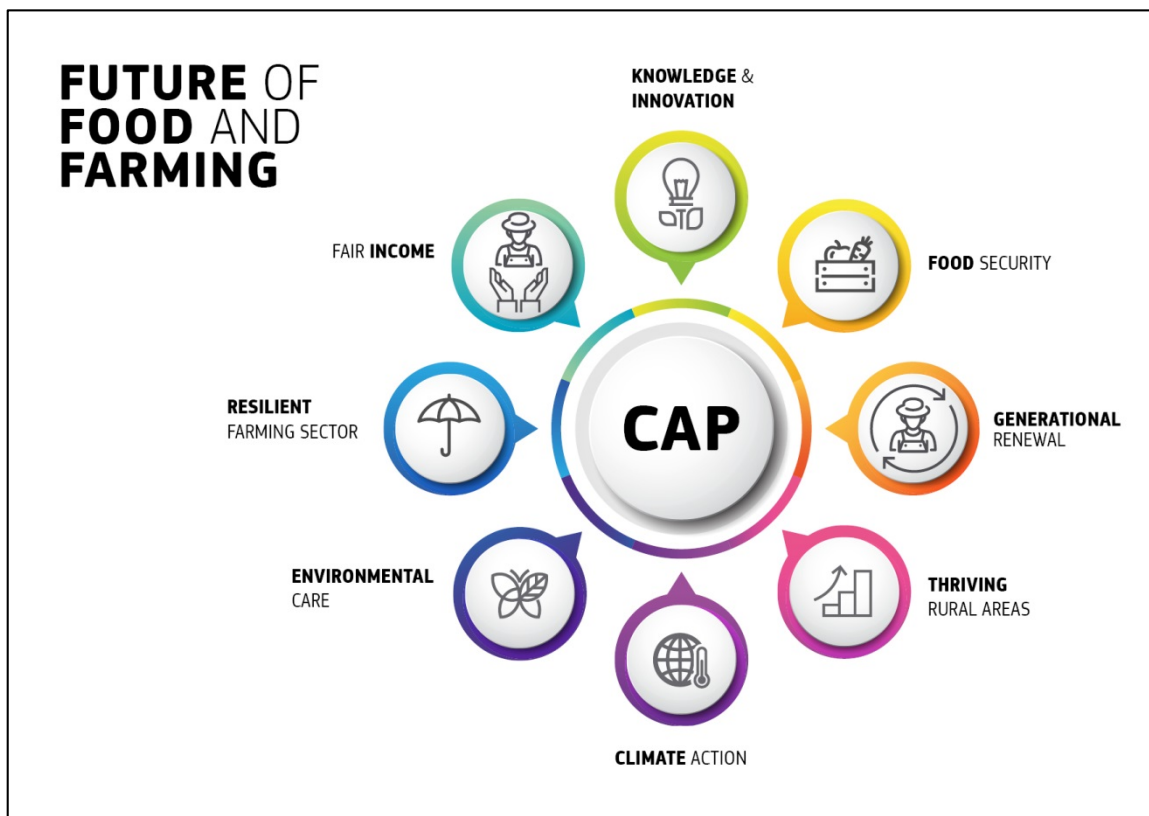 FUTURE OF
FOOD AND
FARMING
KNOWLEDGE &
INNOVATION
FAIR INCOME
FOOD SECURITY
RESILIENT
FARMING SECTOR
CAP
GENERATIONAL
RENEWAL
ENVIRONMENTAL
CARE
THRIVING
RURAL AREAS
CLIMATE ACTION